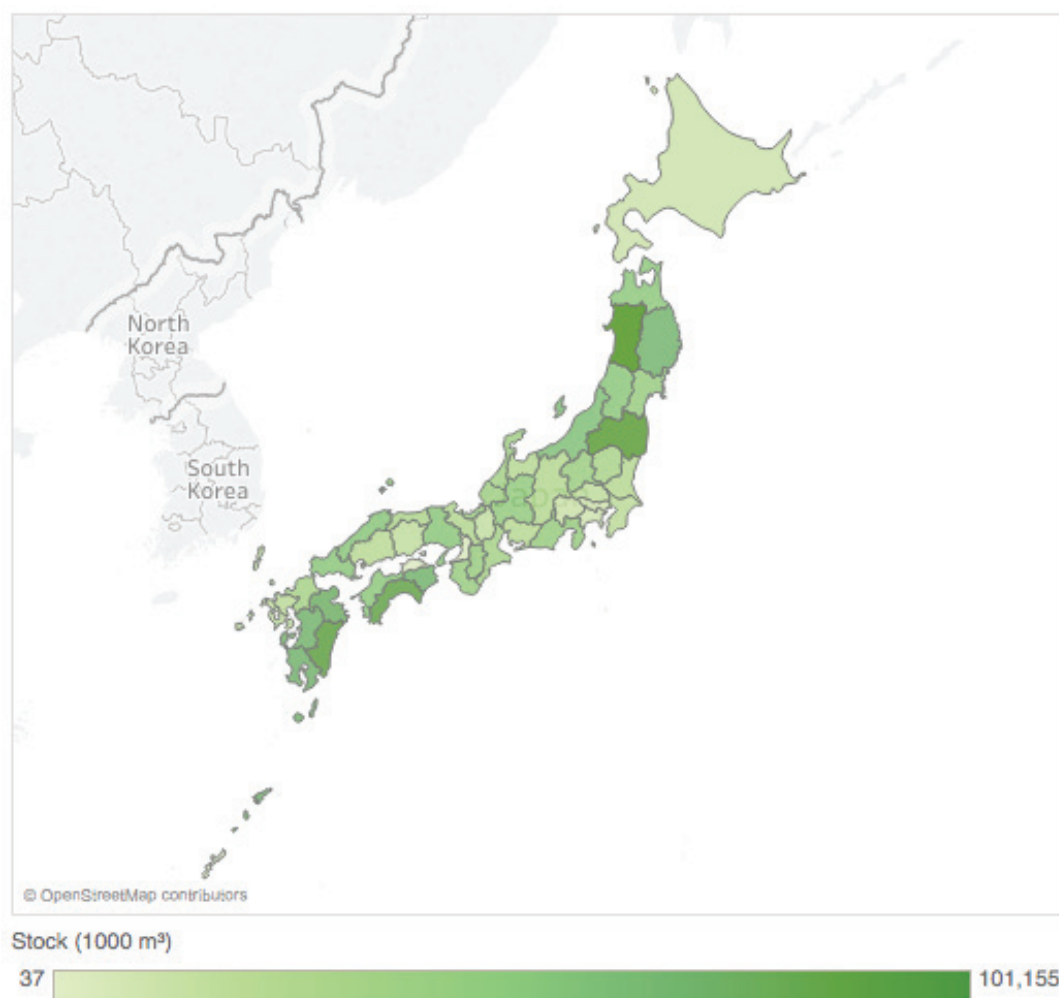 North
Korea
South
Korea
© OpenStreetMap contributors
Stock (1000 m³)
37
101,155